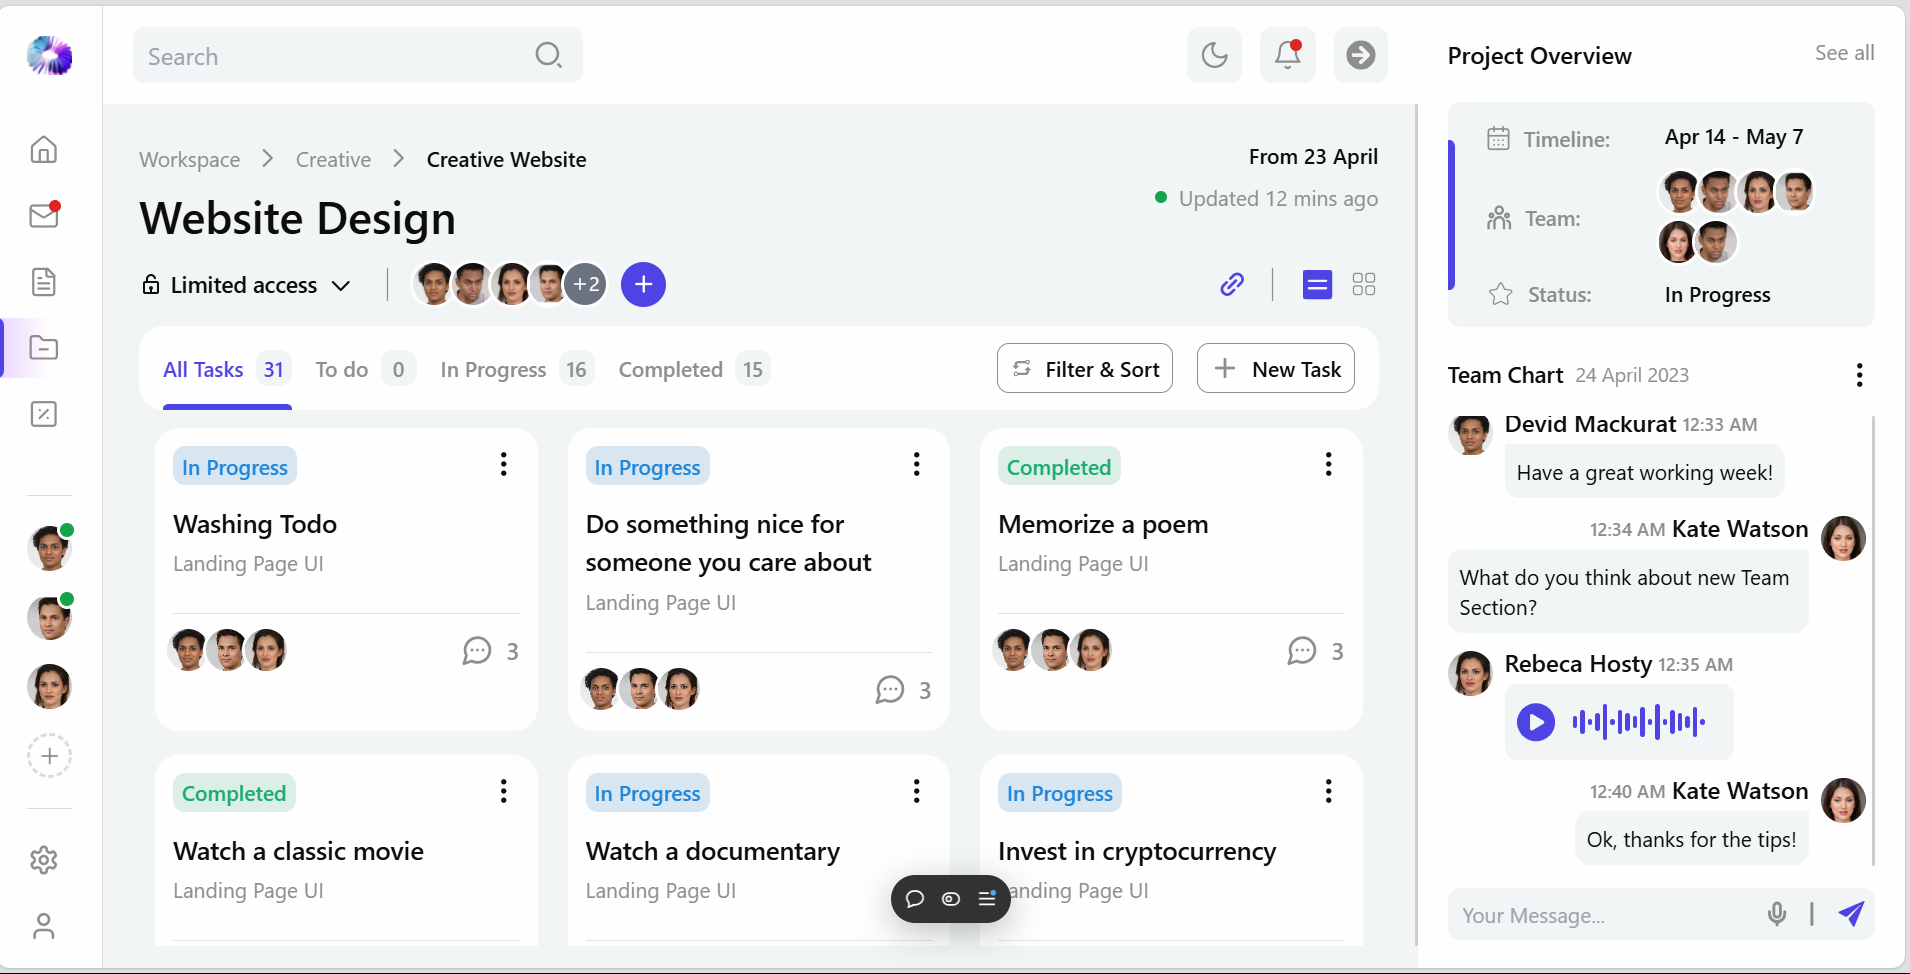 Search
Workspace Creative Creative Website
From 23 April
Website Design
Updated 12 mins ago
Limited access
+2
All Tasks 31 To do 0 In Progress 16 Completed 15
Filter & Sort
New Task
In Progress
Washing Todo
Landing Page UI
3
In Progress
Do something nice for
someone you care about
Landing Page UI
3
Completed
Memorize a poem
Landing Page UI
3
Completed
Watch a classic movie
Landing Page UI
In Progress
Watch a documentary
Landing Page UI
In Progress
Invest in cryptocurrency
anding Page UI
Project Overview
See all
Timeline: Apr 14 - May 7
Team:
Status: In Progress
Team Chart 24 April 2023
Devid Mackurat 12:33 AM
Have a great working week!
12:34 AM Kate Watson
What do you think about new Team
Section?
Rebeca Hosty 12:35 AM
12:40 AM Kate Watson
Ok, thanks for the tips!
Your Message...